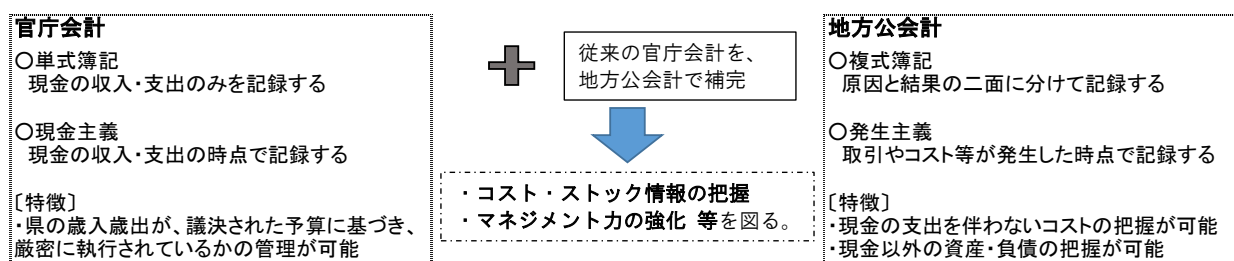 官庁会計
○単式簿記
現金の収入・支出のみを記録する
○現金主義
現金の収入・支出の時点で記録する
〔特徴〕
・県の歳入歳出が、議決された予算に基づき、
厳密に執行されているかの管理が可能
従来の官庁会計を、
地方公会計で補完
・コスト・ストック情報の把握
・マネジメント力の強化 等を図る。
地方公会計
○複式簿記
原因と結果の二面に分けて記録する
○発生主義
取引やコスト等が発生した時点で記録する
〔特徴〕
・現金の支出を伴わないコストの把握が可能
・現金以外の資産・負債の把握が可能